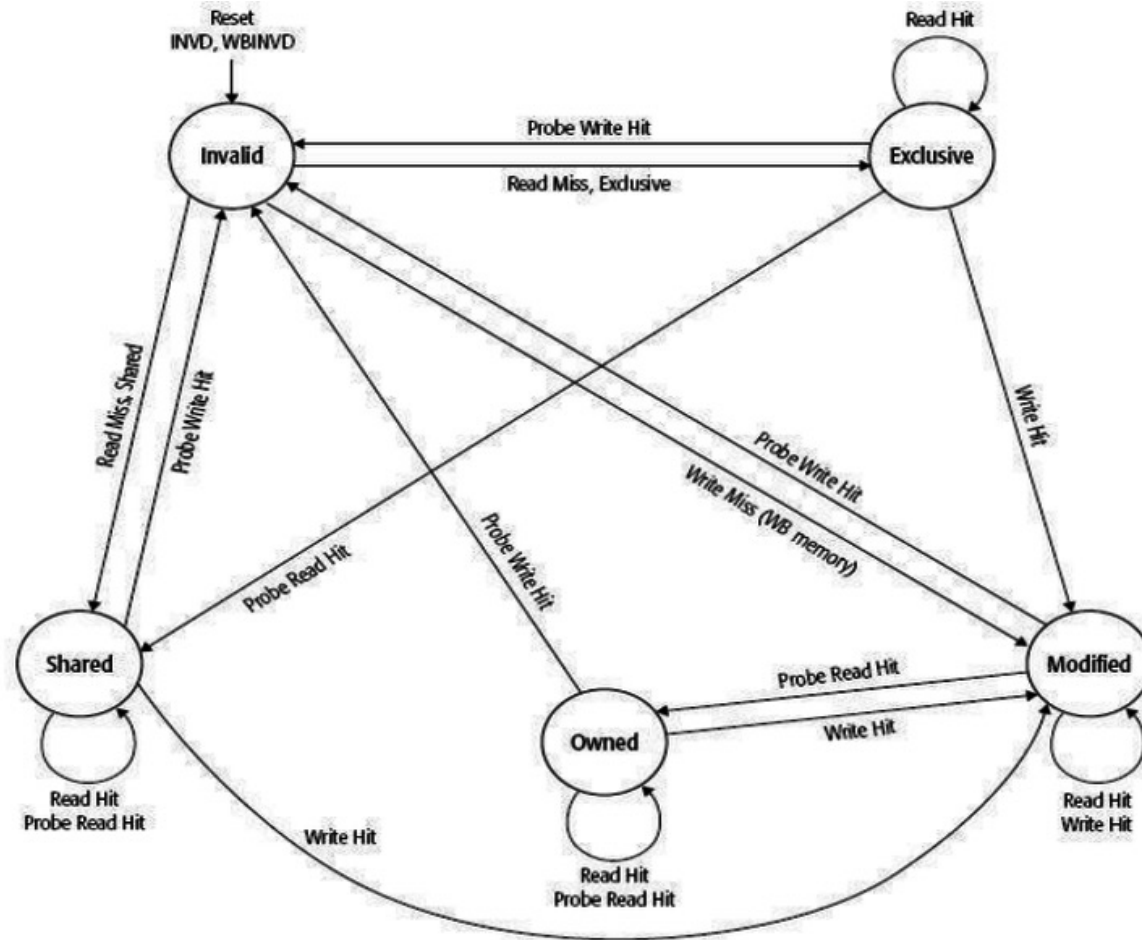 Reset
INVD, WBINVD
Read Hit
Invalid
Probe Write Hit
Read Miss, Exclusive
Exclusive
Read Miss, Shared
Probe Write Hit
Probe Read Hit
Probe Write Hit
Probe Write Hit
Write Miss (WB memory)
Write Hit
Shared
Read Hit
Probe Read Hit
Write Hit
Owned
Read Hit
Probe Read Hit
Probe Read Hit
Write Hit
Modified
Read Hit
Write Hit